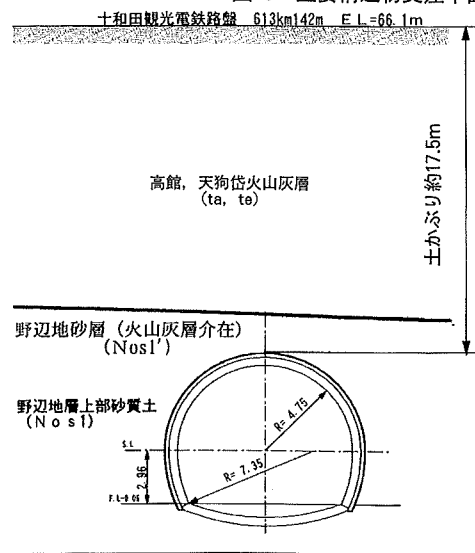 十和田観光電鉄路盤 613km142m EL=66.1m
土かぶり約17.5m
高館, 天狗岱火山灰層
(ta, te)
野辺地砂層 (火山灰層介在)
(Nos1')
野辺地層上部砂質土
(Nos1)
R= 4.75
S.L
R= 7.35
2.96